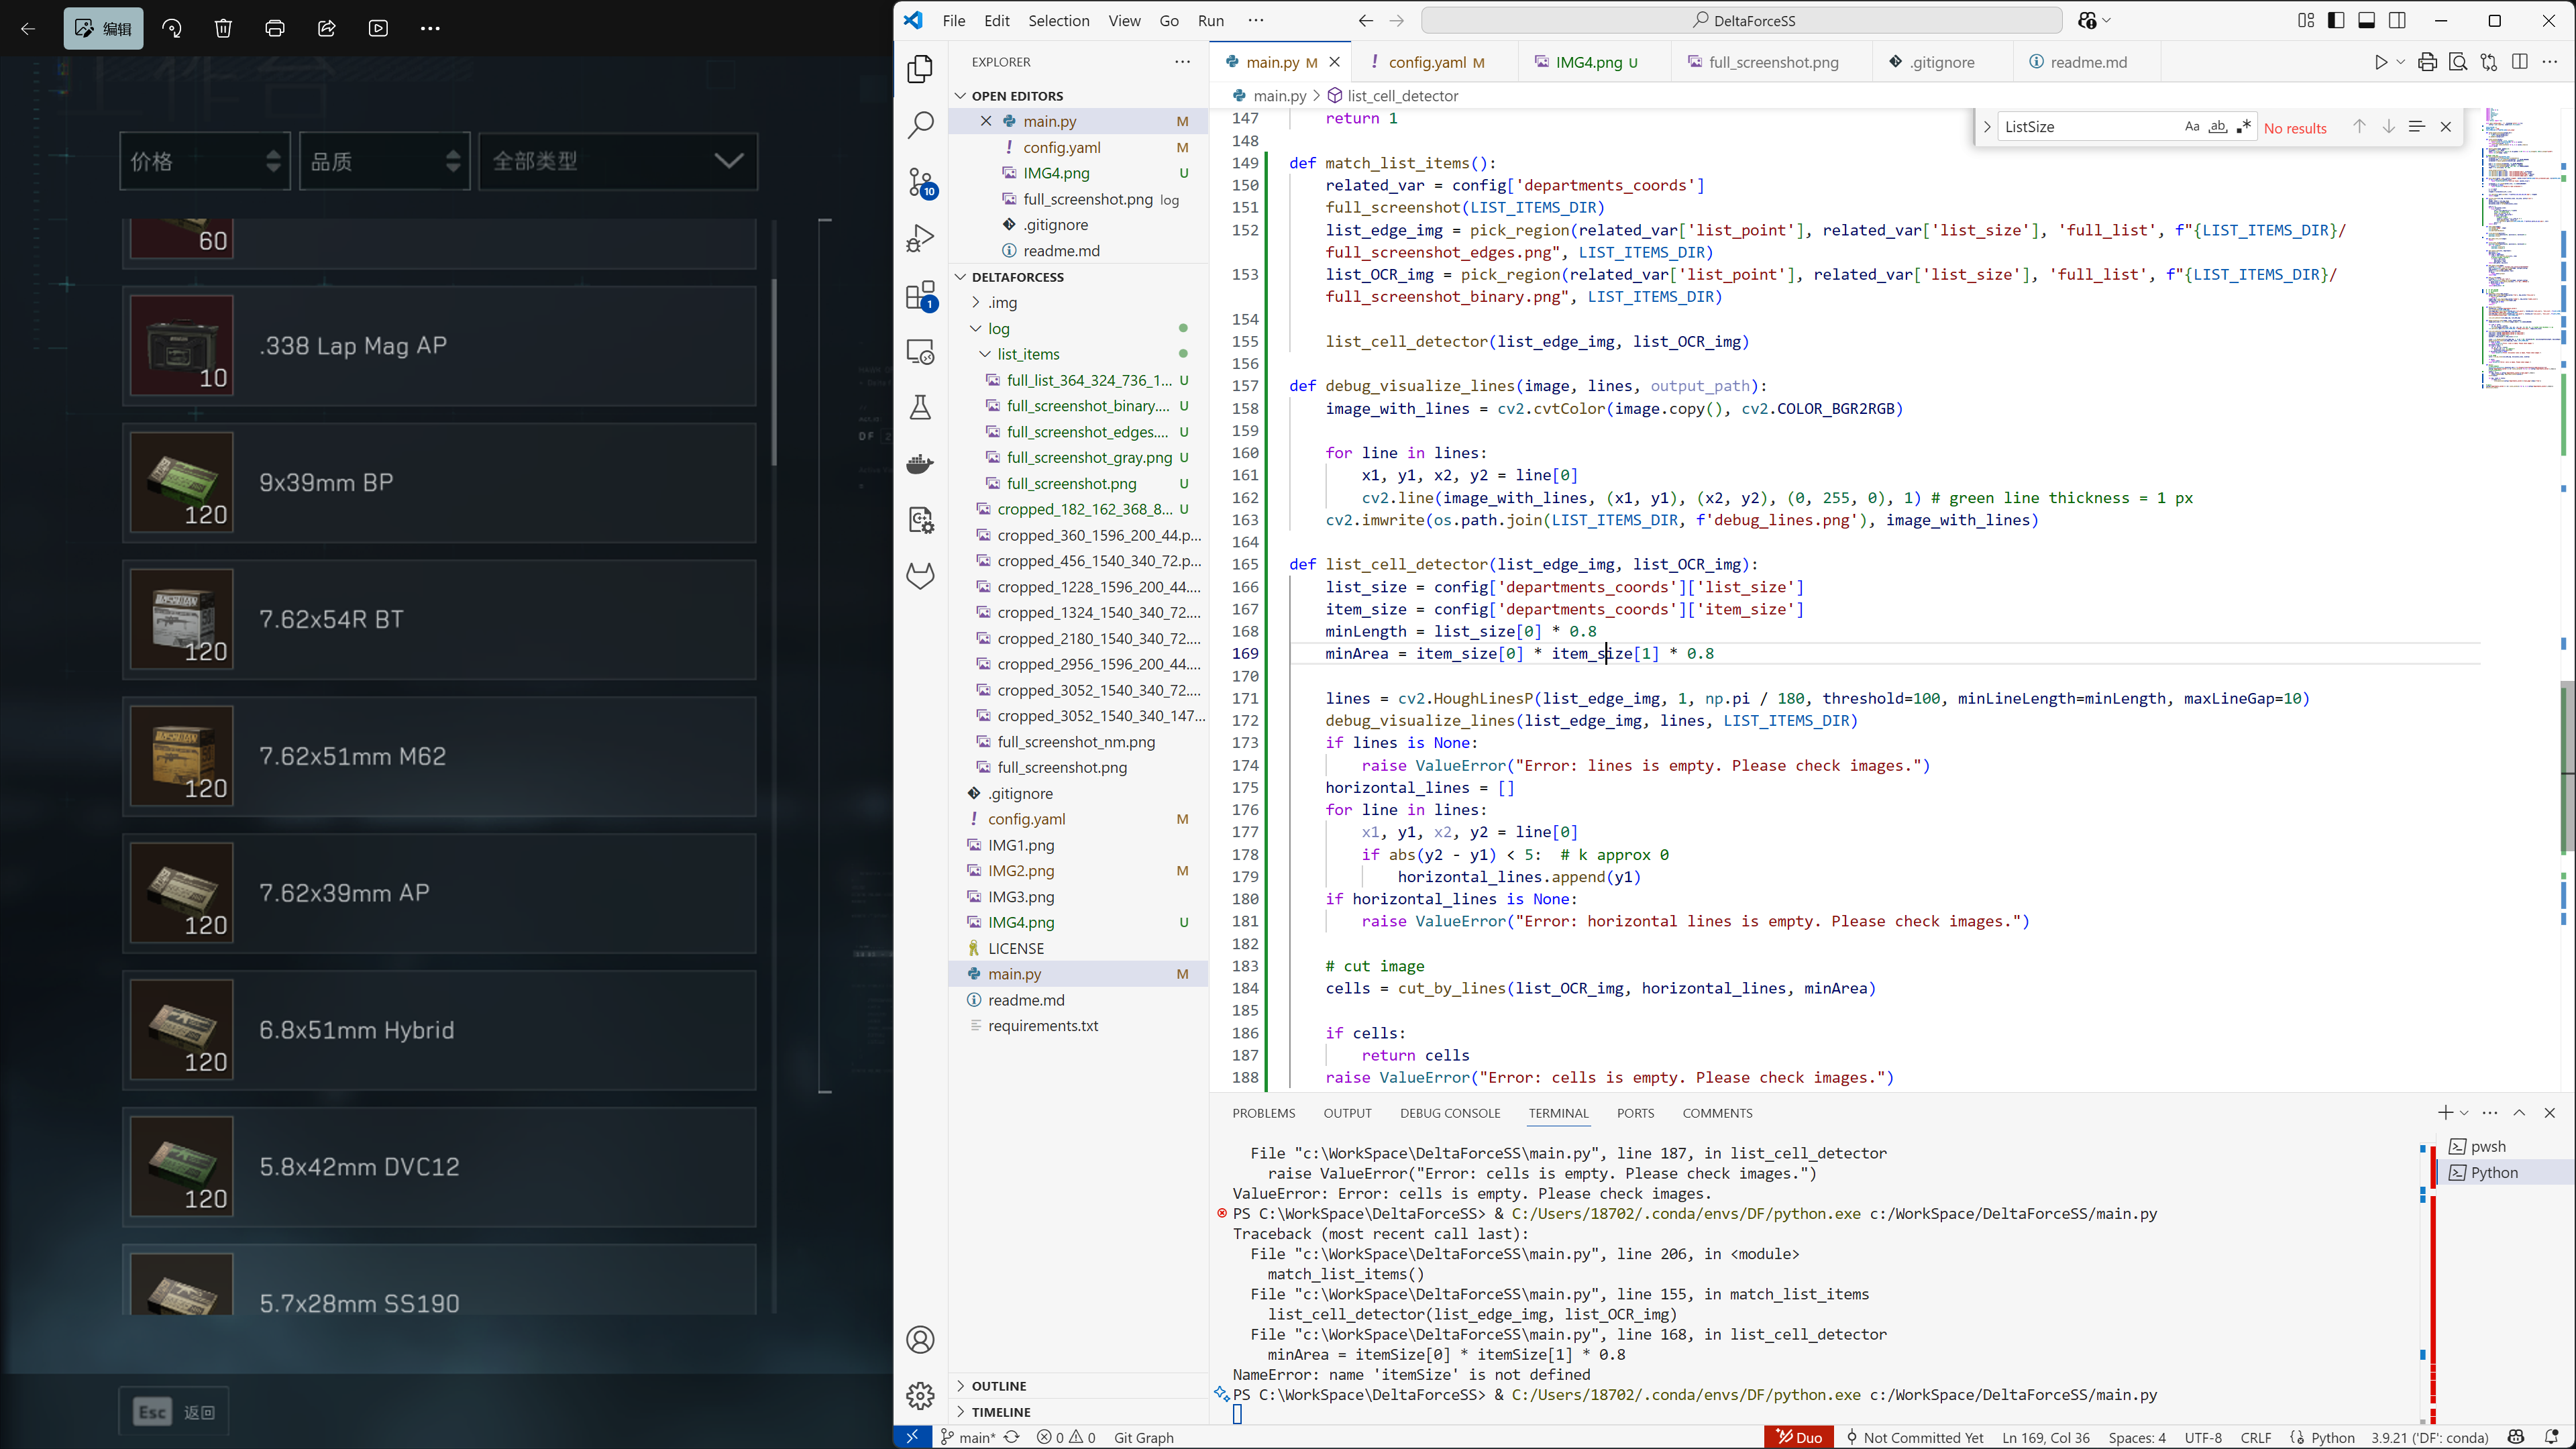 编辑
价格
品质
全部类型
60
.338 Lap Mag AP
10
9x39mm BP
120
7.62x54R BT
120
7.62x51mm M62
120
7.62x39mm AP
120
6.8x51mm Hybrid
120
5.8x42mm DVC12
120
5.7x28mm SS190
Esc 返回
File Edit Selection View Go Run ···
DeltaForceSS
EXPLORER
OPEN EDITORS
main.py M
config.yaml M
IMG4.png U
full_screenshot.png log
.gitignore
readme.md
DELTAFORCESS
.img
log
list_items
full_list_364_324_736_1... U
full_screenshot_binary.... U
full_screenshot_edges.... U
full_screenshot_gray.png U
full_screenshot.png U
cropped_182_162_368_8... U
cropped_360_1596_200_44.p...
cropped_456_1540_340_72.p...
cropped_1228_1596_200_44....
cropped_1324_1540_340_72....
cropped_2180_1540_340_72....
cropped_2956_1596_200_44....
cropped_3052_1540_340_72....
cropped_3052_1540_340_147...
full_screenshot_nm.png
full_screenshot.png
.gitignore
config.yaml M
IMG1.png
IMG2.png M
IMG3.png
IMG4.png U
LICENSE
main.py M
readme.md
requirements.txt
OUTLINE
TIMELINE
10
1
main.py M config.yaml M IMG4.png U full_screenshot.png .gitignore readme.md
main.py > list_cell_detector
ListSize Aa ab .* No results
147 return 1
148
149 def match_list_items():
150 related_var = config['departments_coords']
151 full_screenshot(LIST_ITEMS_DIR)
152 list_edge_img = pick_region(related_var['list_point'], related_var['list_size'], 'full_list', f"{LIST_ITEMS_DIR}/
full_screenshot_edges.png", LIST_ITEMS_DIR)
153 list_OCR_img = pick_region(related_var['list_point'], related_var['list_size'], 'full_list', f"{LIST_ITEMS_DIR}/
full_screenshot_binary.png", LIST_ITEMS_DIR)
154
155 list_cell_detector(list_edge_img, list_OCR_img)
156
157 def debug_visualize_lines(image, lines, output_path):
158 image_with_lines = cv2.cvtColor(image.copy(), cv2.COLOR_BGR2RGB)
159
160 for line in lines:
161 x1, y1, x2, y2 = line[0]
162 cv2.line(image_with_lines, (x1, y1), (x2, y2), (0, 255, 0), 1) # green line thickness = 1 px
163 cv2.imwrite(os.path.join(LIST_ITEMS_DIR, f'debug_lines.png'), image_with_lines)
164
165 def list_cell_detector(list_edge_img, list_OCR_img):
166 list_size = config['departments_coords']['list_size']
167 item_size = config['departments_coords']['item_size']
168 minLength = list_size[0] * 0.8
169 minArea = item_size[0] * item_size[1] * 0.8
170
171 lines = cv2.HoughLinesP(list_edge_img, 1, np.pi / 180, threshold=100, minLineLength=minLength, maxLineGap=10)
172 debug_visualize_lines(list_edge_img, lines, LIST_ITEMS_DIR)
173 if lines is None:
174 raise ValueError("Error: lines is empty. Please check images.")
175 horizontal_lines = []
176 for line in lines:
177 x1, y1, x2, y2 = line[0]
178 if abs(y2 - y1) < 5: # k approx 0
179 horizontal_lines.append(y1)
180 if horizontal_lines is None:
181 raise ValueError("Error: horizontal lines is empty. Please check images.")
182
183 # cut image
184 cells = cut_by_lines(list_OCR_img, horizontal_lines, minArea)
185
186 if cells:
187 return cells
188 raise ValueError("Error: cells is empty. Please check images.")
PROBLEMS OUTPUT DEBUG CONSOLE TERMINAL PORTS COMMENTS
File "c:\WorkSpace\DeltaForceSS\main.py", line 187, in list_cell_detector
raise ValueError("Error: cells is empty. Please check images.")
ValueError: Error: cells is empty. Please check images.
PS C:\WorkSpace\DeltaForceSS> & C:/Users/18702/.conda/envs/DF/python.exe c:/WorkSpace/DeltaForceSS/main.py
Traceback (most recent call last):
File "c:\WorkSpace\DeltaForceSS\main.py", line 206, in <module>
match_list_items()
File "c:\WorkSpace\DeltaForceSS\main.py", line 155, in match_list_items
list_cell_detector(list_edge_img, list_OCR_img)
File "c:\WorkSpace\DeltaForceSS\main.py", line 168, in list_cell_detector
minArea = itemSize[0] * itemSize[1] * 0.8
NameError: name 'itemSize' is not defined
PS C:\WorkSpace\DeltaForceSS> & C:/Users/18702/.conda/envs/DF/python.exe c:/WorkSpace/DeltaForceSS/main.py
pwsh
Python
main* 0 0 Git Graph Duo Not Committed Yet Ln 169, Col 36 Spaces: 4 UTF-8 CRLF Python 3.9.21 ('DF': conda)